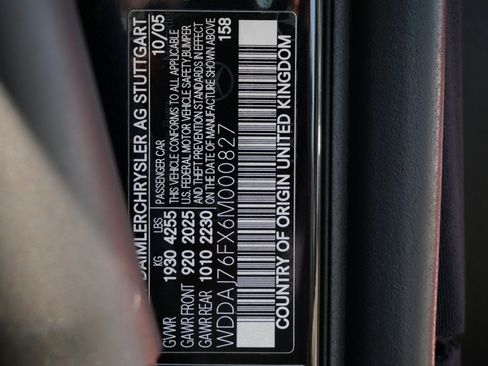 DAIMLERCHRYSLER AG STUTTGART
PASSENGER CAR 10/05
KG LBS
GVWR 1930 4255
GAWR FRONT 920 2025
GAWR REAR 1010 2230
THIS VEHICLE CONFORMS TO ALL APPLICABLE
U.S. FEDERAL MOTOR VEHICLE SAFETY,BUMPER
AND THEFT PREVENTION STANDARDS IN EFFECT
ON THE DATE OF MANUFACTURE SHOWN ABOVE
WDDAJ76FX6M000827 158
COUNTRY OF ORIGIN UNITED KINGDOM